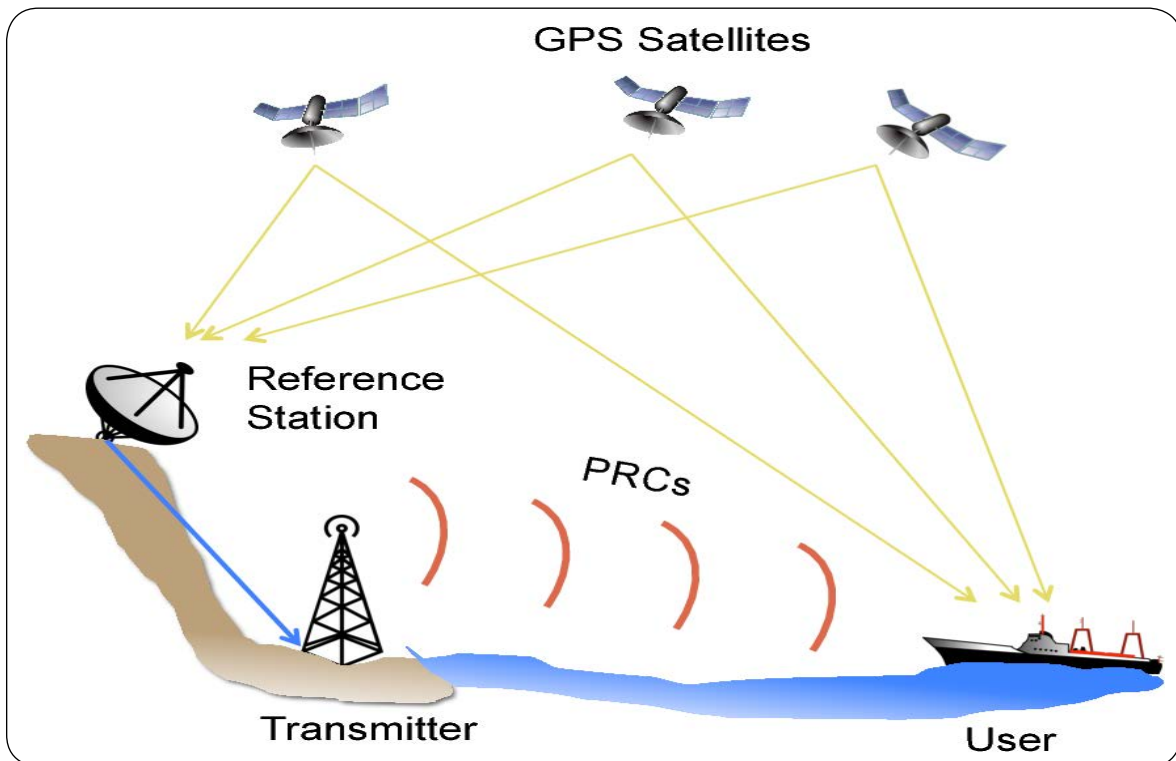 GPS Satellites
Reference
Station
PRCs
Transmitter
User